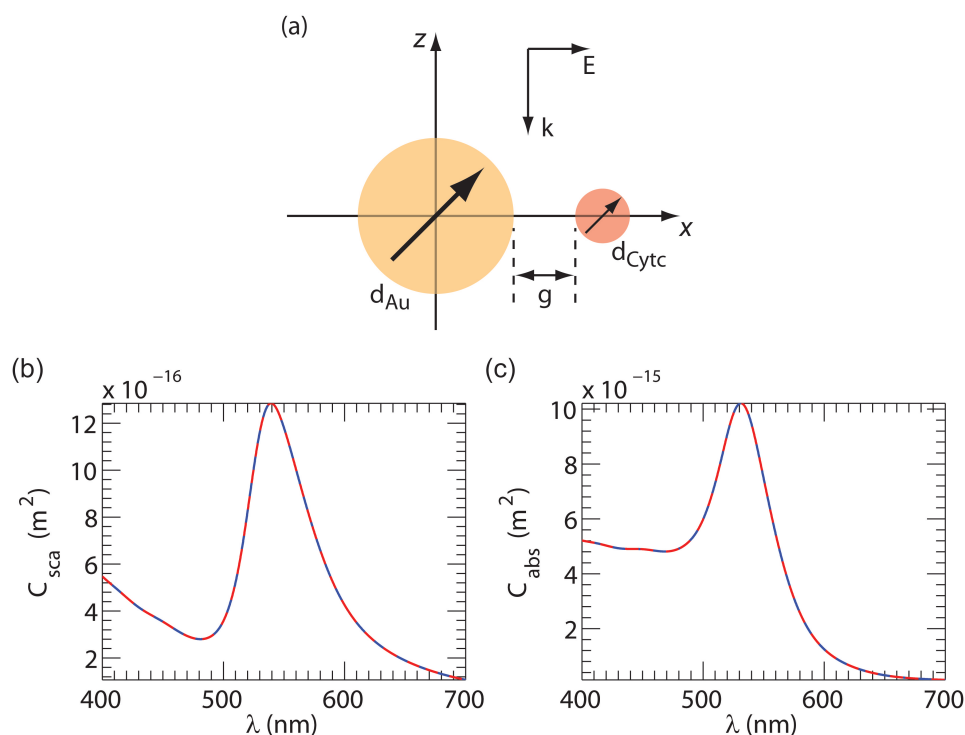 (a)
z
E
k
x
d_Cytc
d_Au
g
(b)
(c)
x 10^-16
x 10^-15
C_sca (m^2)
12
8
6
4
2
400
500
600
700
λ (nm)
C_abs (m^2)
10
8
6
4
2
400
500
600
700
λ (nm)